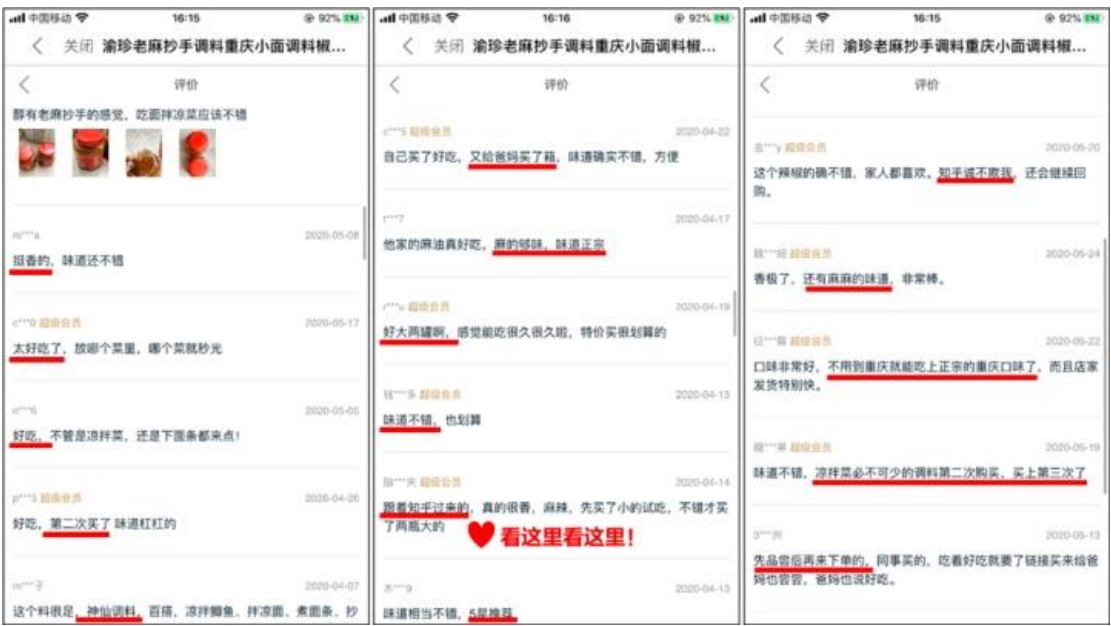 中国移动 16:15 92%
关闭 渝珍老麻抄手调料重庆小面调料椒...
评价
醇有老麻抄手的感觉，吃面拌凉菜应该不错
m***a 2020-05-08
挺香的，味道还不错
c***0 超级会员 2020-05-17
太好吃了，放哪个菜里，哪个菜就秒光
n***6 2020-05-05
好吃，不管是凉拌菜，还是下面条都来点！
p***3 超级会员 2020-04-26
好吃，第二次买了 味道杠杠的
m***子 2020-04-07
这个料很足，神仙调料，百搭，凉拌鲫鱼、拌凉面、煮面条、抄
中国移动 16:16 92%
关闭 渝珍老麻抄手调料重庆小面调料椒...
评价
c***5 超级会员 2020-04-22
自己买了好吃，又给爸妈买了箱，味道确实不错，方便
t***7 2020-04-17
他家的麻油真好吃，麻的够味，味道正宗
r***u 超级会员 2020-04-19
好大两罐啊，感觉能吃很久很久啦，特价买很划算的
钱***多 超级会员 2020-04-13
味道不错，也划算
超级会员 2020-04-14
跟着知乎过来的，真的很香，麻辣，先买了小的试吃，不错才买
了两瓶大的
看这里看这里！
木***9 2020-04-13
味道相当不错，5星推荐
中国移动 16:15 92%
关闭 渝珍老麻抄手调料重庆小面调料椒...
评价
超级会员 2020-05-20
这个辣椒的确不错，家人都喜欢。知乎诚不欺我，还会继续回
购。
超级会员 2020-05-24
香极了，还有麻麻的味道，非常棒。
超级会员 2020-05-22
口味非常好，不用到重庆就能吃上正宗的重庆口味了，而且店家
发货特别快。
超级会员 2020-05-19
味道不错，凉拌菜必不可少的调料第二次购买，买上第三次了
2020-05-13
先品尝后再来下单的，同事买的，吃着好吃就要了链接买来给爸
妈也尝尝，爸妈也说好吃。